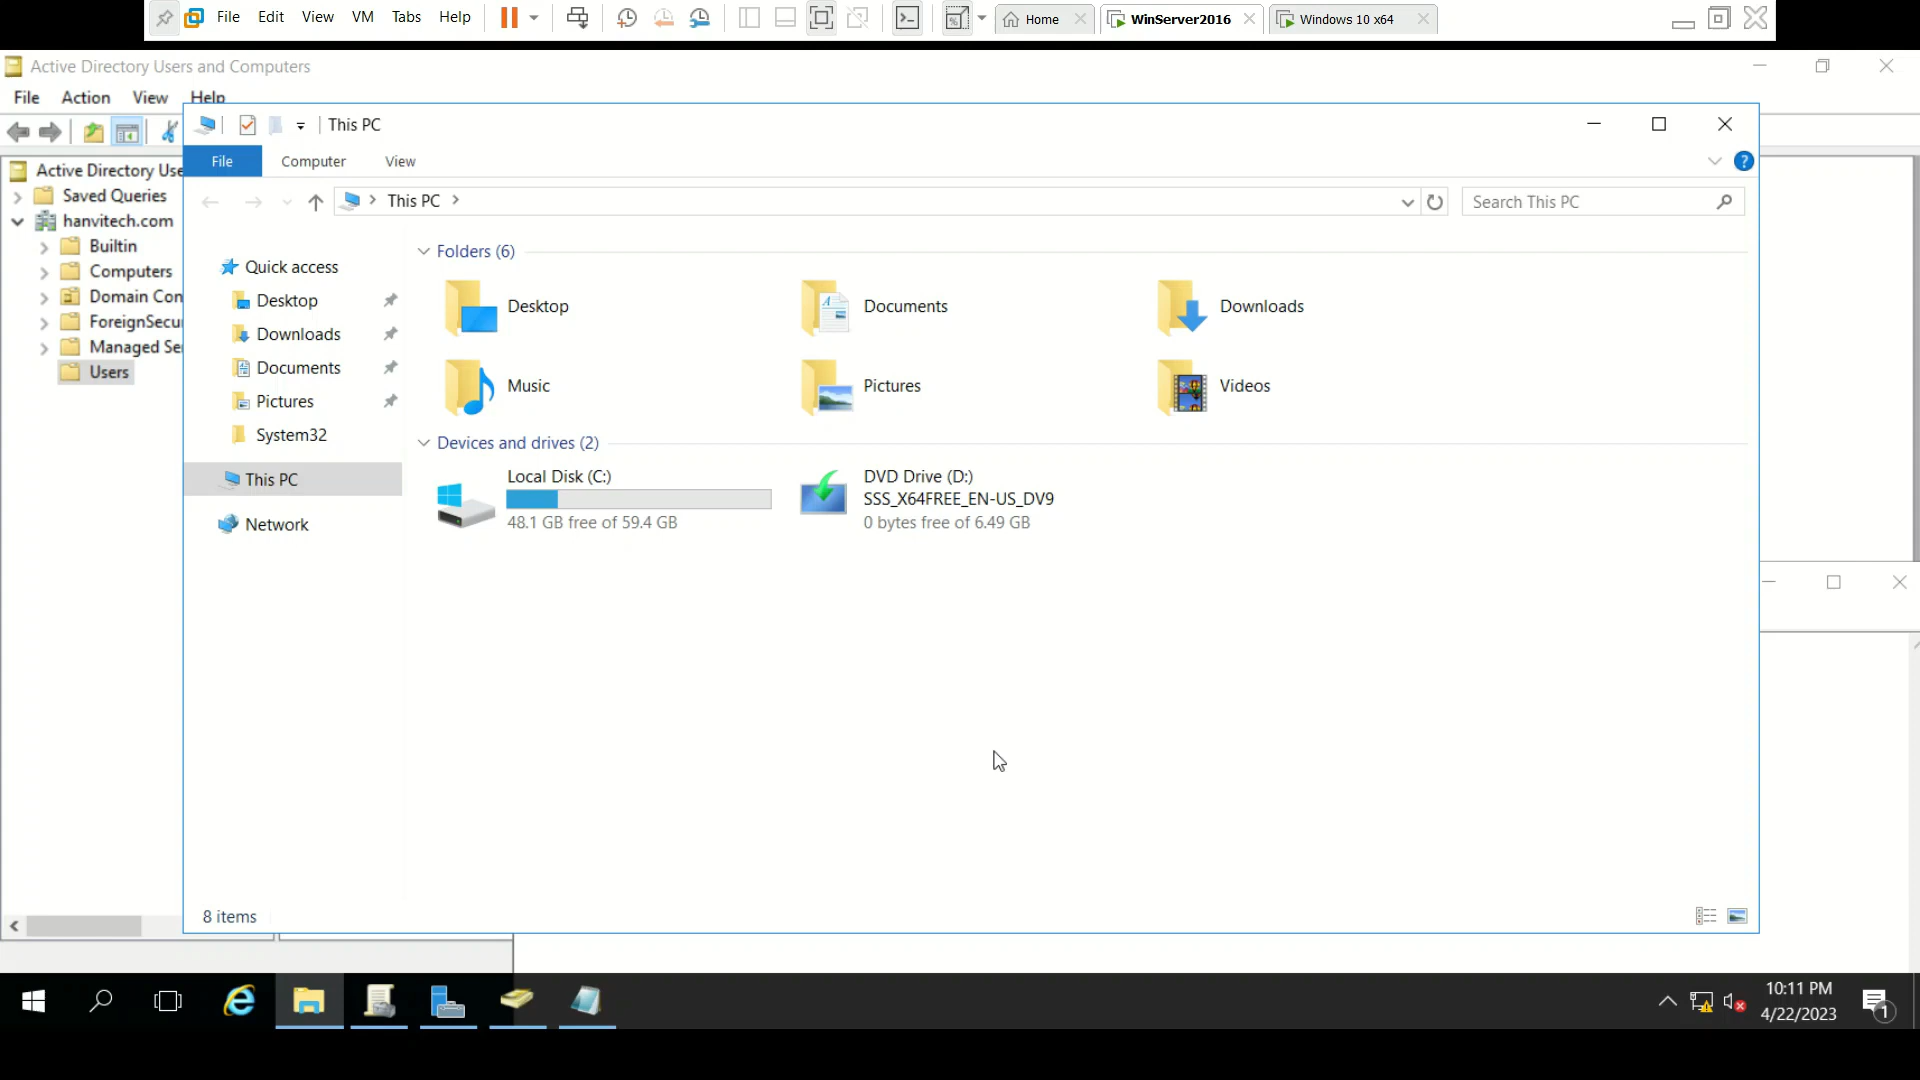 File Edit View VM Tabs Help
Home
WinServer2016
Windows 10 x64
Active Directory Users and Computers
File Action View Help
This PC
File Computer View
This PC
Search This PC
Active Directory Use
Saved Queries
hanvitech.com
Builtin
Computers
Domain Con
ForeignSecu
Managed Se
Users
Quick access
Desktop
Downloads
Documents
Pictures
System32
This PC
Network
Folders (6)
Desktop
Documents
Downloads
Music
Pictures
Videos
Devices and drives (2)
Local Disk (C:)
48.1 GB free of 59.4 GB
DVD Drive (D:)
SSS_X64FREE_EN-US_DV9
0 bytes free of 6.49 GB
8 items
10:11 PM
4/22/2023
1